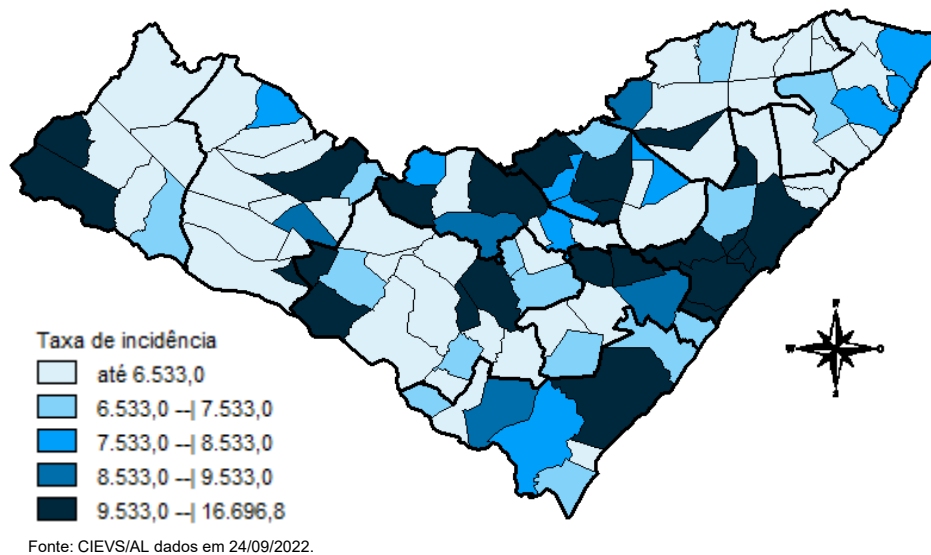 Taxa de incidência
até 6.533,0
6.533,0 --| 7.533,0
7.533,0 --| 8.533,0
8.533,0 --| 9.533,0
9.533,0 --| 16.696,8
N
W O
S
Fonte: CIEVS/AL dados em 24/09/2022.